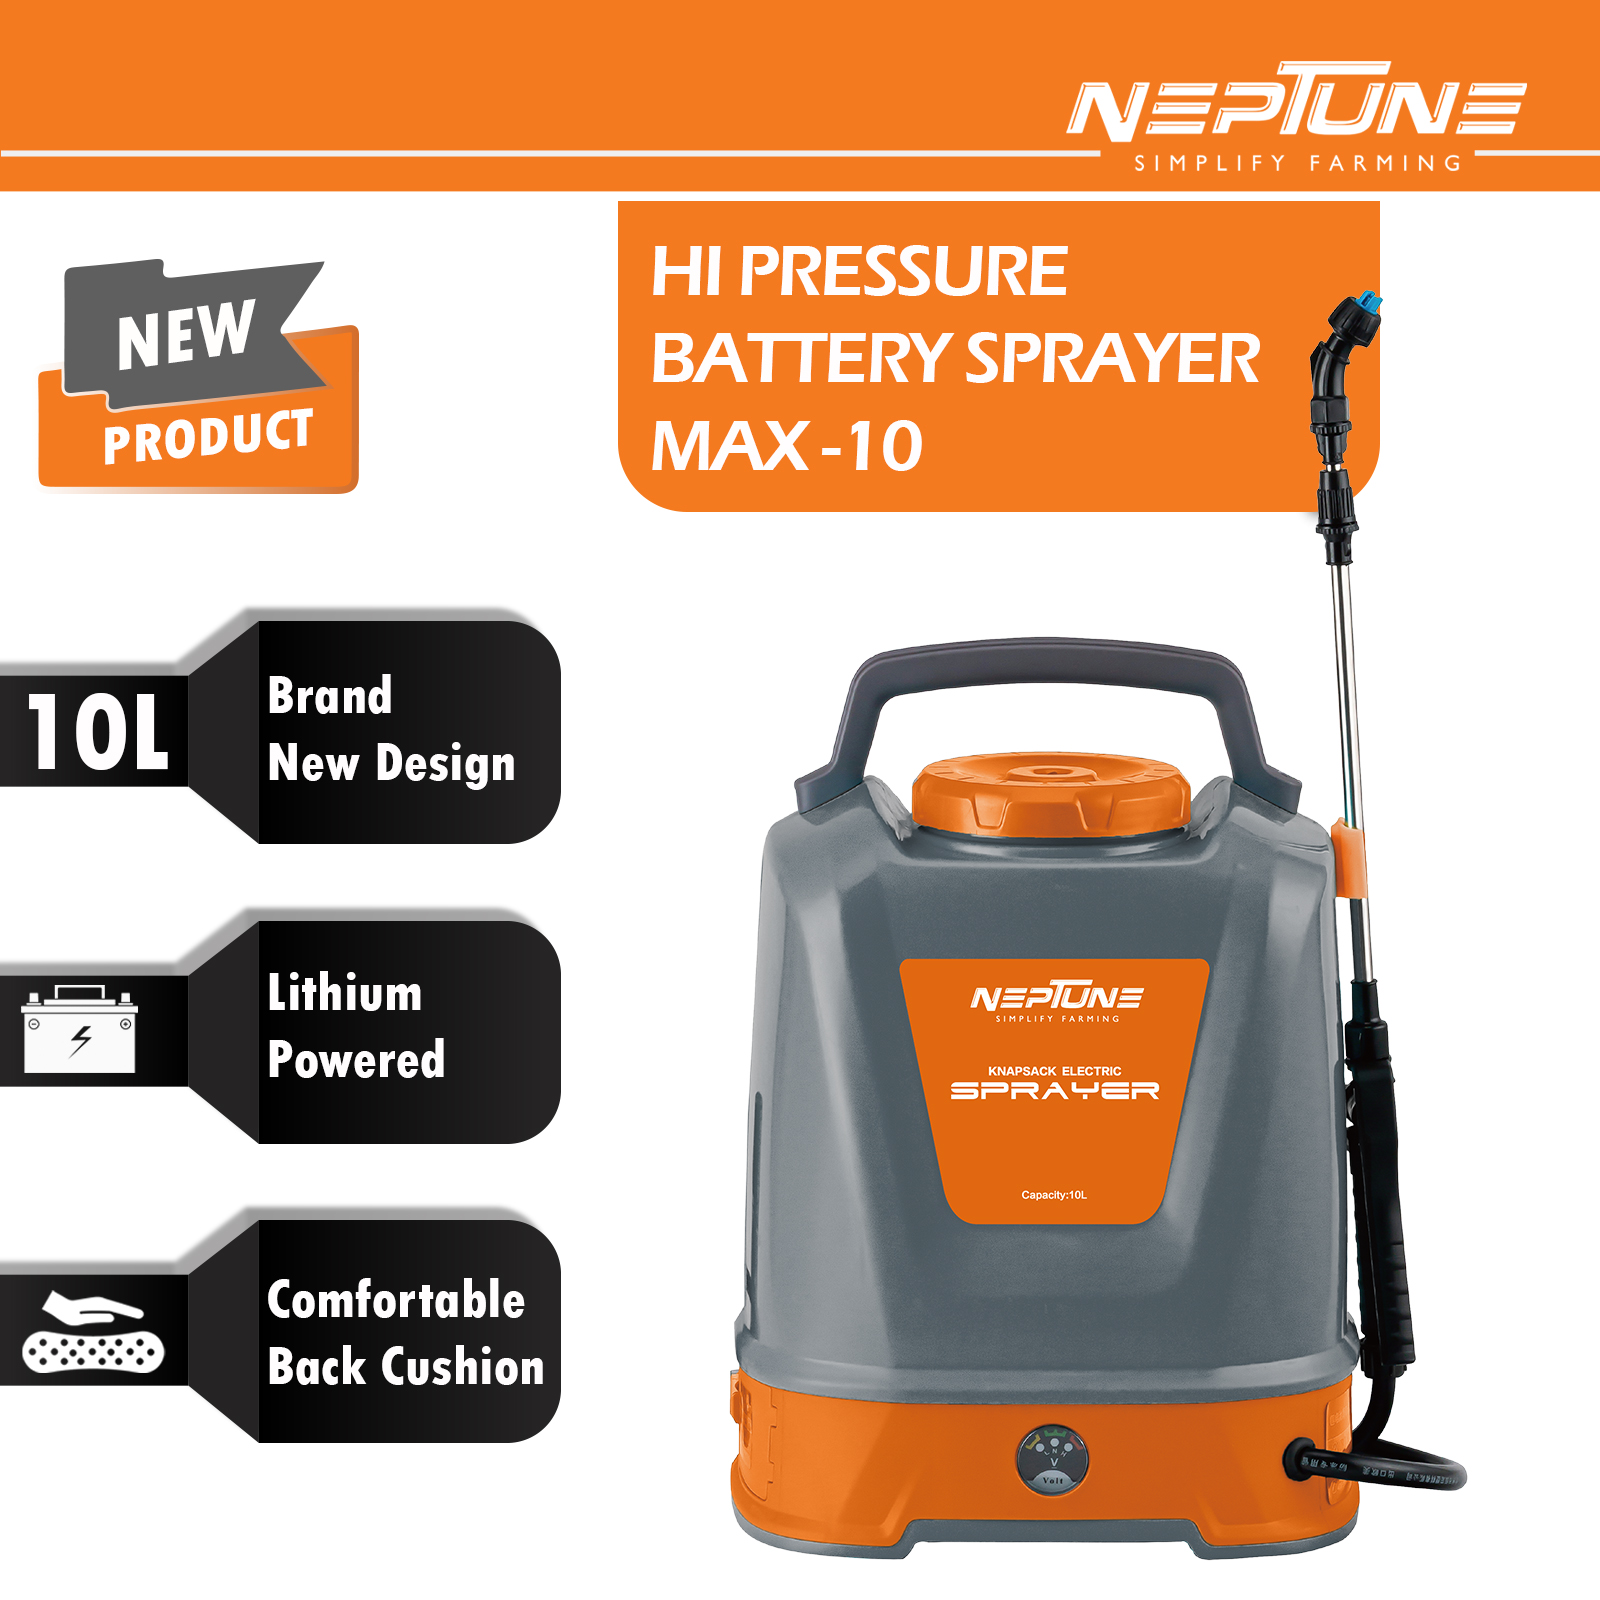 NEPTUNE
SIMPLIFY FARMING
NEW
PRODUCT
HI PRESSURE
BATTERY SPRAYER
MAX -10
10L
Brand
New Design
Lithium
Powered
Comfortable
Back Cushion
NEPTUNE
SIMPLIFY FARMING
KNAPSACK ELECTRIC
SPRAYER
Capacity:10L
L N H
V
Volt